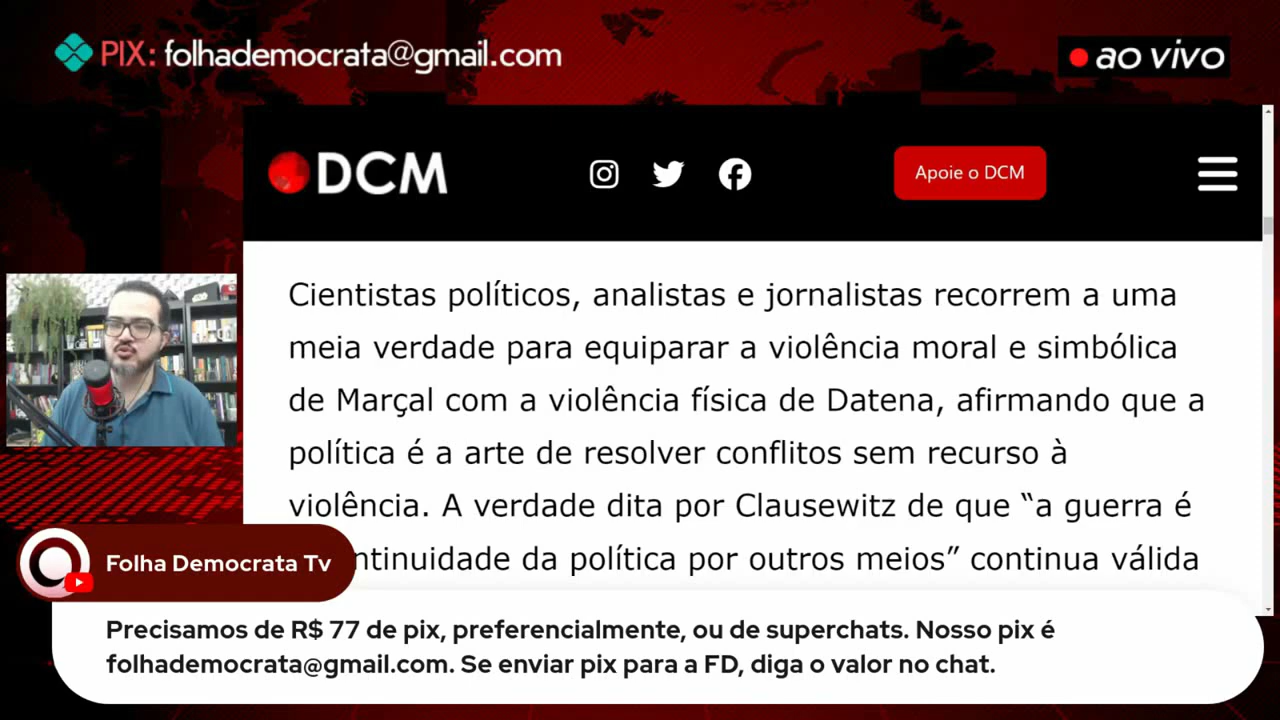 PIX: folhademocrata@gmail.com
ao vivo
DCM
Apoie o DCM
Cientistas políticos, analistas e jornalistas recorrem a uma
meia verdade para equiparar a violência moral e simbólica
de Marçal com a violência física de Datena, afirmando que a
política é a arte de resolver conflitos sem recurso à
violência. A verdade dita por Clausewitz de que “a guerra é
ntinuidade da política por outros meios” continua válida
Folha Democrata Tv
Precisamos de R$ 77 de pix, preferencialmente, ou de superchats. Nosso pix é
folhademocrata@gmail.com. Se enviar pix para a FD, diga o valor no chat.